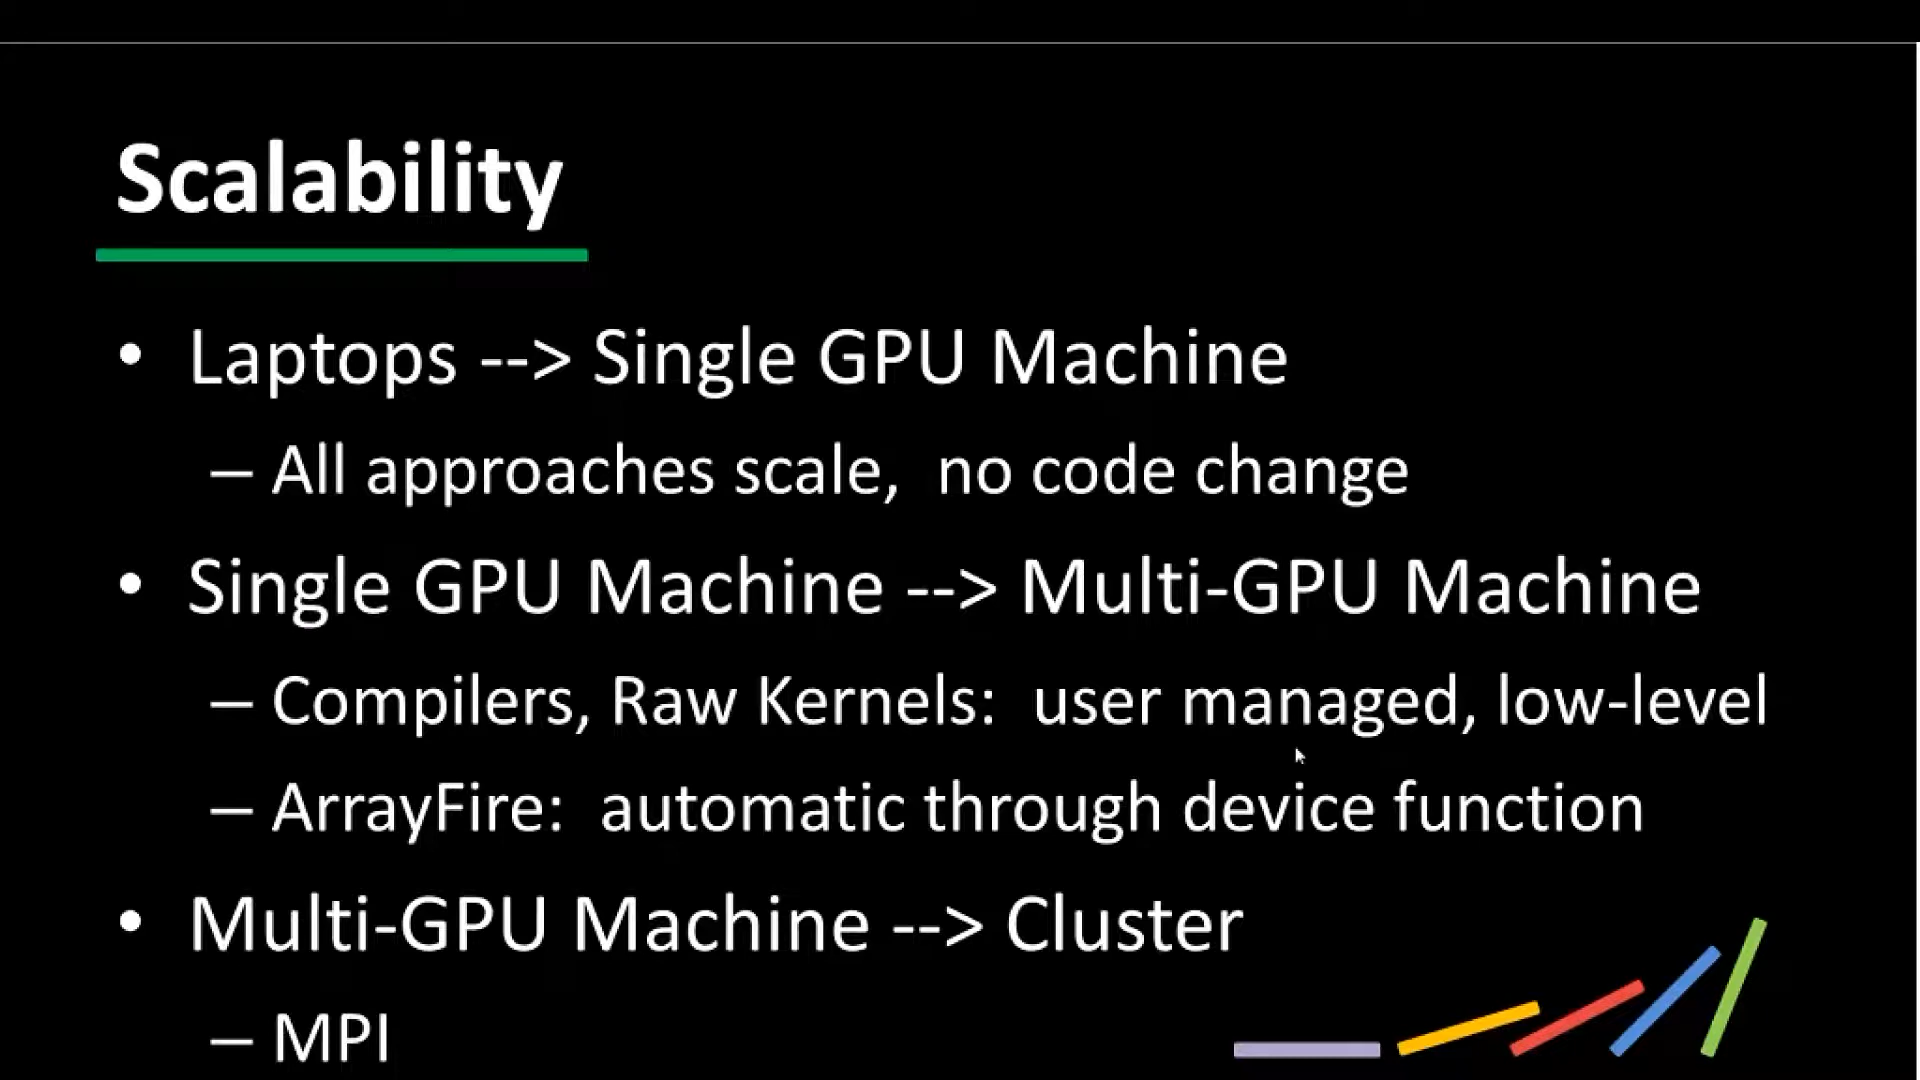 Scalability
• Laptops --> Single GPU Machine
– All approaches scale,  no code change
• Single GPU Machine --> Multi-GPU Machine
– Compilers, Raw Kernels:  user managed, low-level
– ArrayFire:  automatic through device function
• Multi-GPU Machine --> Cluster
– MPI